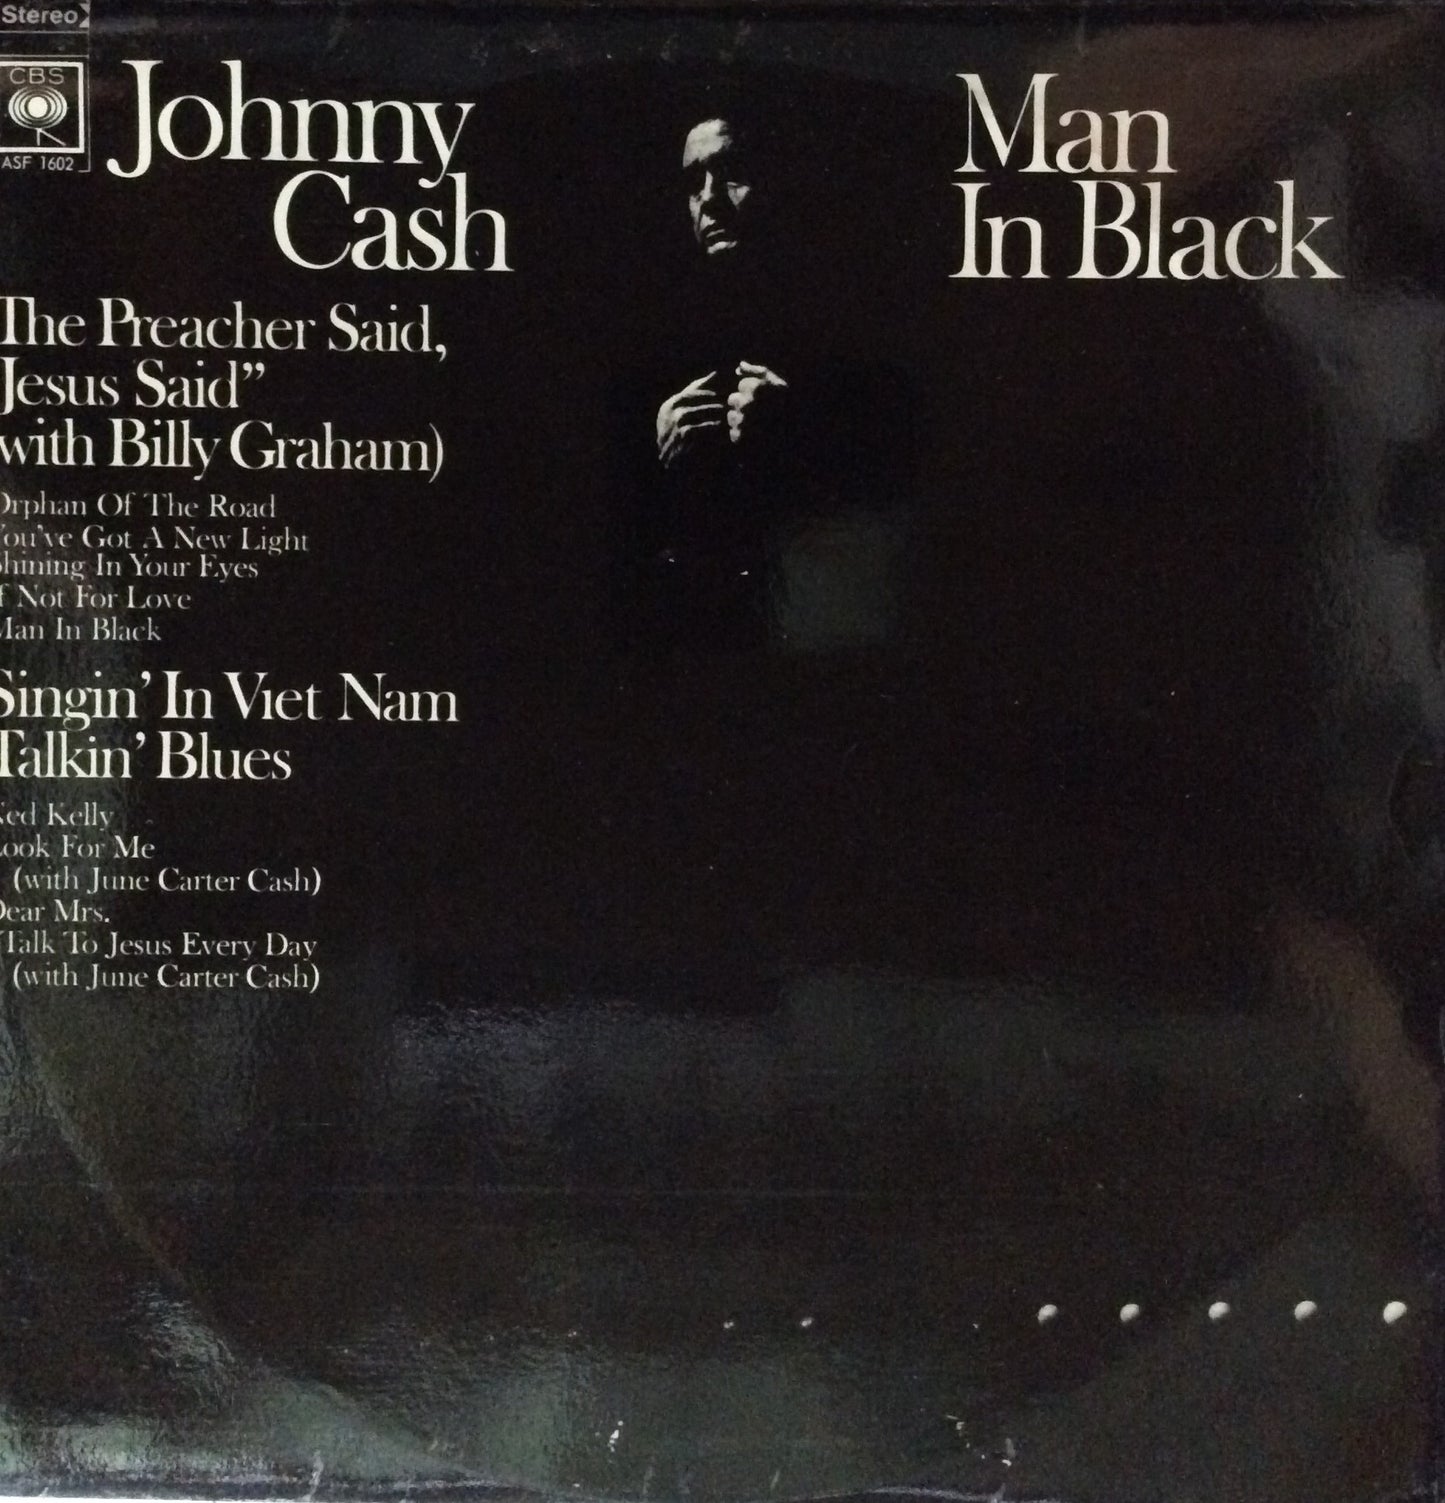 Stereo
CBS
ASF 1602
Johnny
Cash
Man
In Black
The Preacher Said,
Jesus Said”
with Billy Graham)
Orphan Of The Road
You've Got A New Light
Shining In Your Eyes
If Not For Love
Man In Black
Singin’ In Viet Nam
Talkin’ Blues
Ned Kelly
Look For Me
(with June Carter Cash)
Dear Mrs.
Talk To Jesus Every Day
(with June Carter Cash)